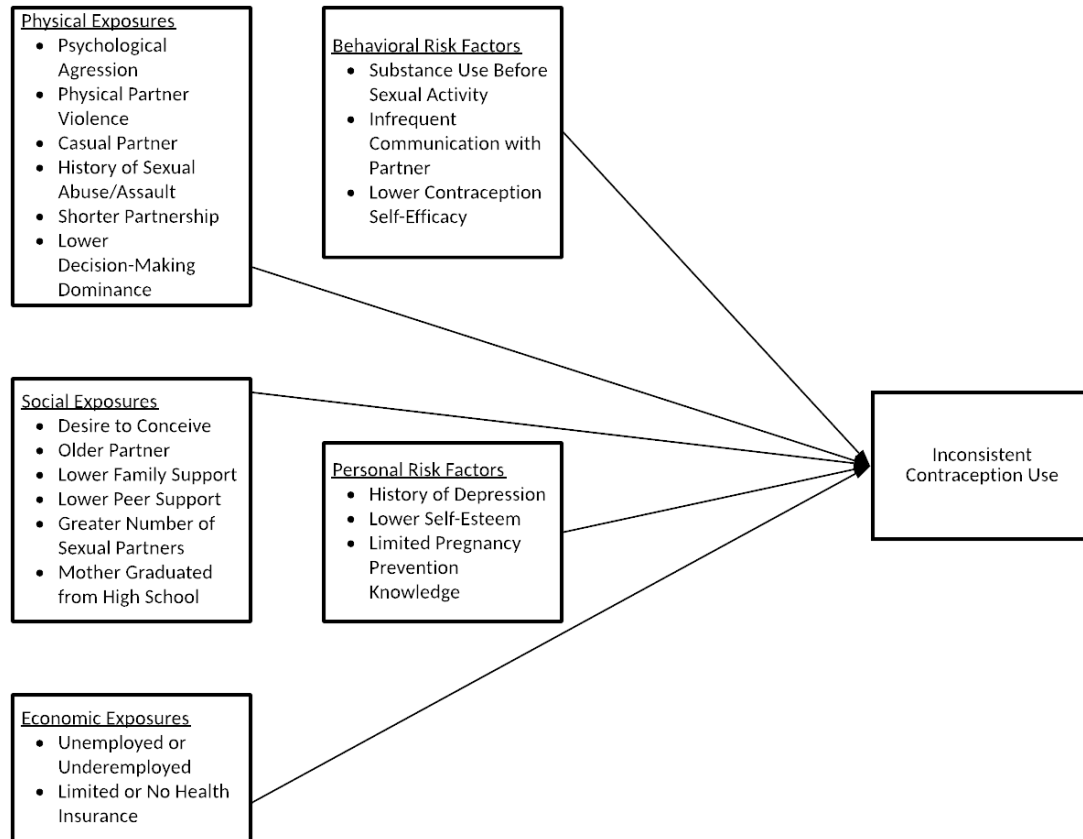 Physical Exposures
Psychological
Agression
Physical Partner
Violence
Casual Partner
History of Sexual
Abuse/Assault
Shorter Partnership
Lower
Decision-Making
Dominance
Behavioral Risk Factors
Substance Use Before
Sexual Activity
Infrequent
Communication with
Partner
Lower Contraception
Self-Efficacy
Social Exposures
Desire to Conceive
Older Partner
Lower Family Support
Lower Peer Support
Greater Number of
Sexual Partners
Mother Graduated
from High School
Personal Risk Factors
History of Depression
Lower Self-Esteem
Limited Pregnancy
Prevention
Knowledge
Economic Exposures
Unemployed or
Underemployed
Limited or No Health
Insurance
Inconsistent
Contraception Use